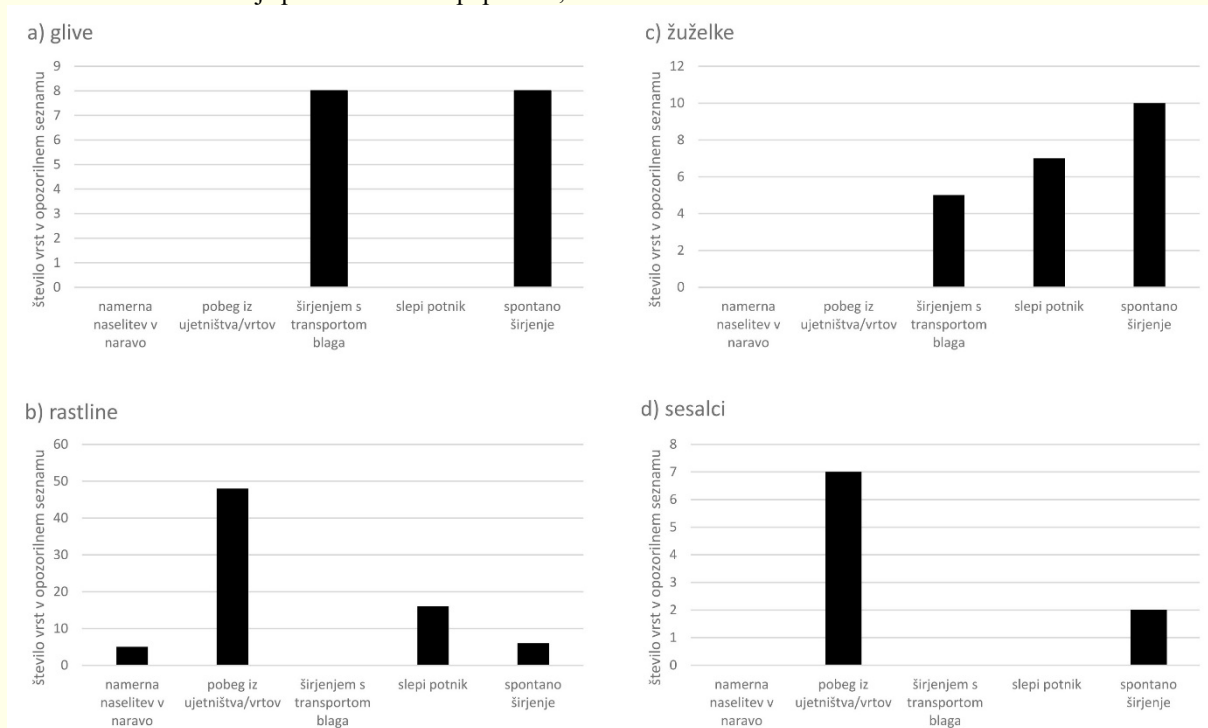 a) glive
število vrst v opozorilnem seznamu
9
8
7
6
5
4
3
2
1
0
namerna naselitev v naravo
pobeg iz ujetništva/vrtov
širjenjem s transportom blaga
slepi potnik
spontano širjenje
c) žuželke
število vrst v opozorilnem seznamu
12
10
8
6
4
2
0
namerna naselitev v naravo
pobeg iz ujetništva/vrtov
širjenjem s transportom blaga
slepi potnik
spontano širjenje
b) rastline
število vrst v opozorilnem seznamu
60
50
40
30
20
10
0
namerna naselitev v naravo
pobeg iz ujetništva/vrtov
širjenjem s transportom blaga
slepi potnik
spontano širjenje
d) sesalci
število vrst v opozorilnem seznamu
8
7
6
5
4
3
2
1
0
namerna naselitev v naravo
pobeg iz ujetništva/vrtov
širjenjem s transportom blaga
slepi potnik
spontano širjenje